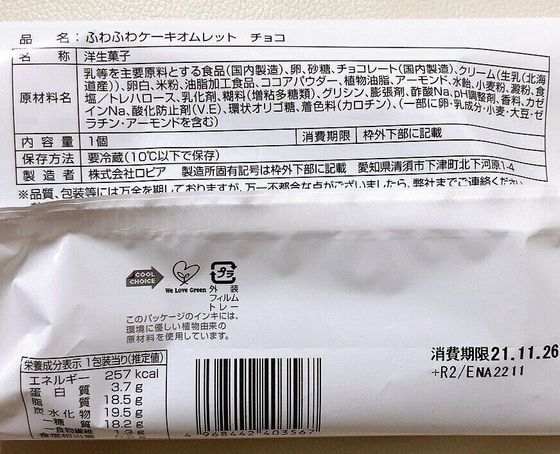 品　名：ふわふわケーキオムレット　チョコ
名　称 洋生菓子
原材料名 乳等を主要原料とする食品(国内製造)、卵、砂糖、チョコレート(国内製造)、クリーム(生乳(北海
道産))、卵白、米粉、油脂加工食品、ココアパウダー、植物油脂、アーモンド、水飴、小麦粉、澱粉、食
塩/トレハロース、乳化剤、糊料(増粘多糖類)、グリシン、膨張剤、酢酸Na、pH調整剤、香料、カゼ
インNa、酸化防止剤(V.E)、環状オリゴ糖、着色料(カロチン)、(一部に卵・乳成分・小麦・大豆・ゼ
ラチン・アーモンドを含む)
内容量 1個 消費期限 枠外下部に記載
保存方法 要冷蔵(10℃以下で保存)
製造者 株式会社ロピア　製造所固有記号は枠外下部に記載　愛知県清須市下津町北下河原1-4
※品質、包装等には万全を期しておりますが、万一不都合な点がございましたら、弊社までご連絡ください
COOL
CHOICE
We Love Green
プラ
外装
フィルム
トレー
このパッケージのインキには、
環境に優しい植物由来の
原材料を使用しています。
消費期限21.11.26
+R2/ENA2211
栄養成分表示 1包装当り(推定値)
エネルギー 257 kcal
蛋白質 3.7 g
脂質 18.5 g
炭水化物 19.5 g
－糖質 18.2 g
－食物繊維 1.3 g
食塩相当量
4 968442 403567